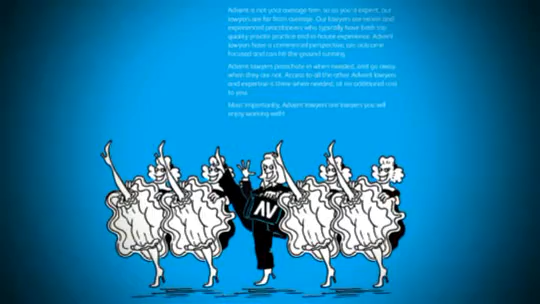 Advent is not your average firm, so as you'd expect, our
lawyers are far from average. Our lawyers are senior and
experienced practitioners who typically have both top
quality private practice and in-house experience. Advent
lawyers have a commercial perspective, are outcome
focused and can hit the ground running.
Advent lawyers parachute in when needed, and go away
when they are not. Access to all the other Advent lawyers
and expertise is there when needed, at no additional cost
to you.
Most importantly, Advent lawyers are lawyers you will
enjoy working with!
AV